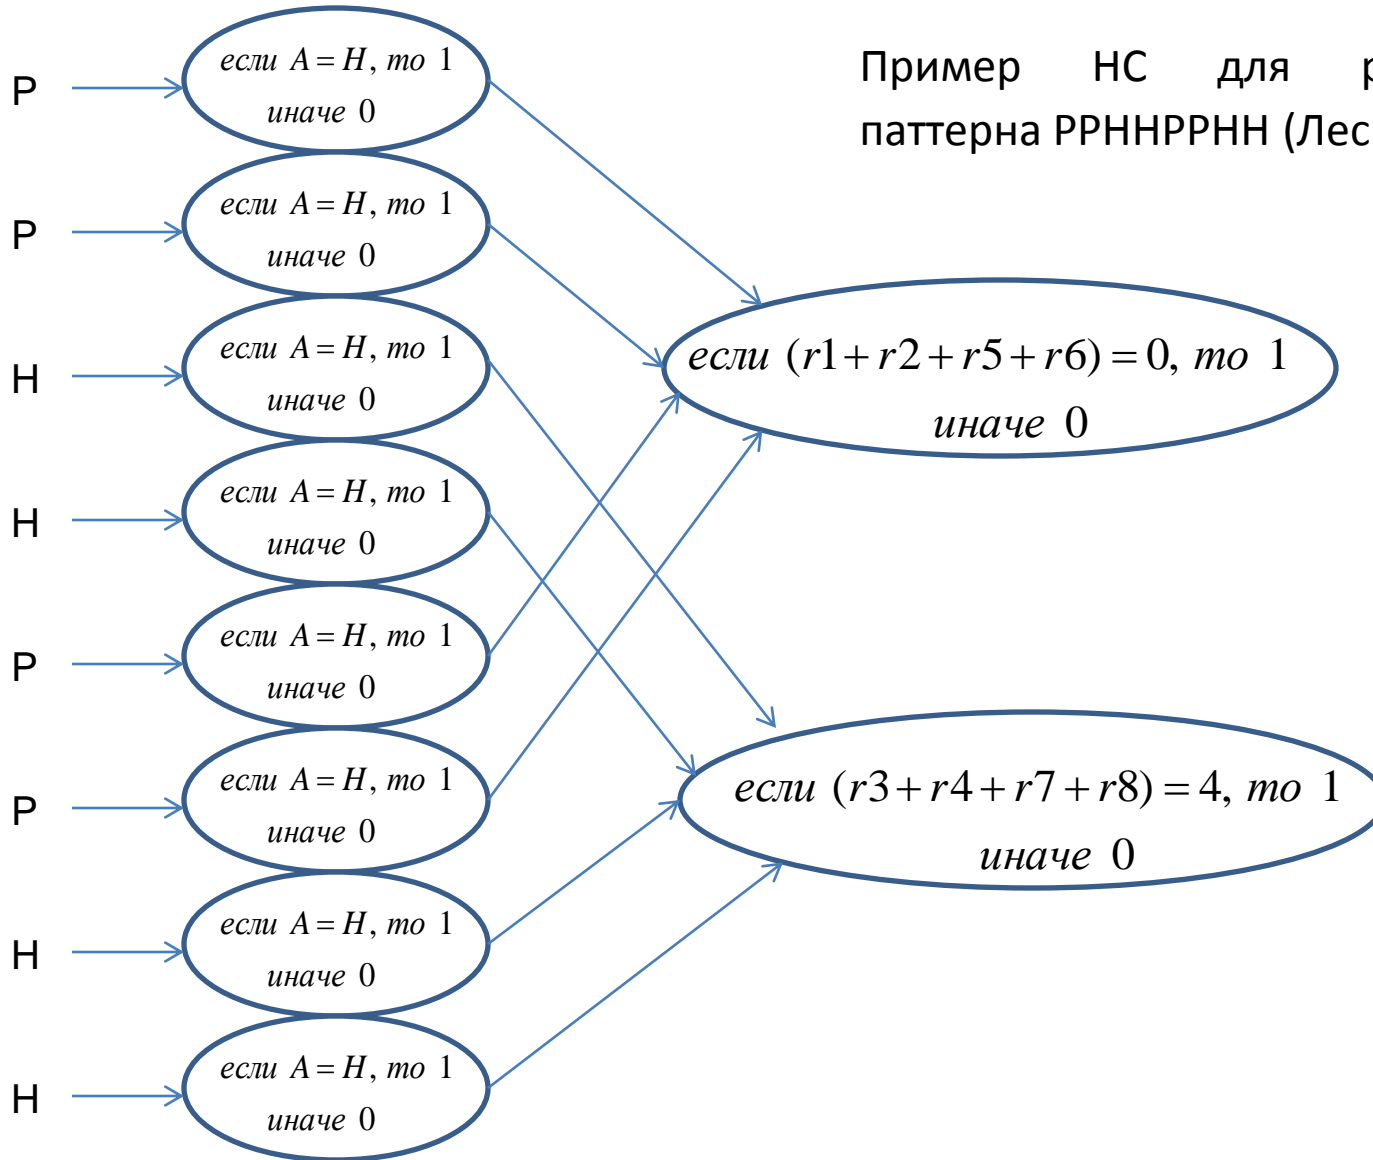 Пример НС для
паттерна РРННРРНН (Лес
Р
если A = H, то 1
иначе 0
Р
если A = H, то 1
иначе 0
Н
если A = H, то 1
иначе 0
Н
если A = H, то 1
иначе 0
Р
если A = H, то 1
иначе 0
Р
если A = H, то 1
иначе 0
Н
если A = H, то 1
иначе 0
Н
если A = H, то 1
иначе 0
если (r1 + r2 + r5 + r6) = 0, то 1
иначе 0
если (r3 + r4 + r7 + r8) = 4, то 1
иначе 0